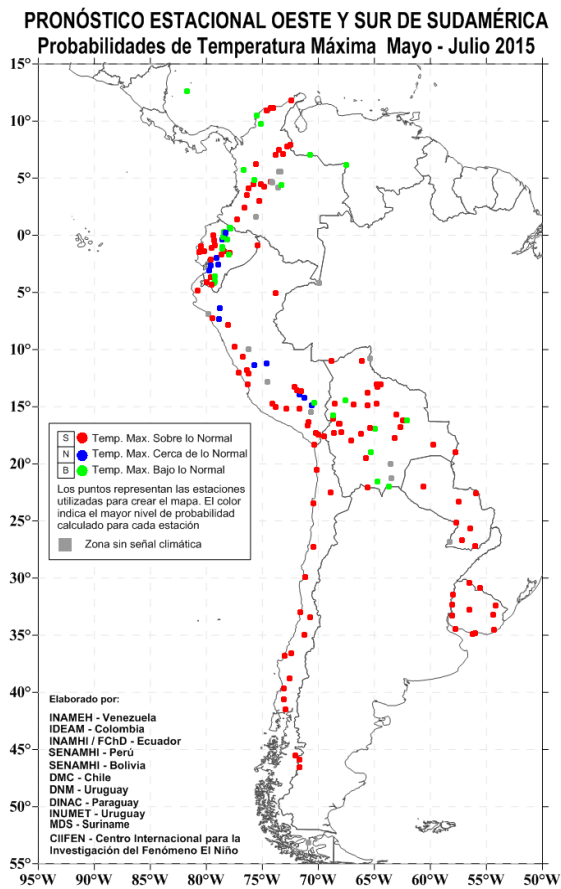 PRONÓSTICO ESTACIONAL OESTE Y SUR DE SUDAMÉRICA
Probabilidades de Temperatura Máxima Mayo - Julio 2015
15°
10°
5°
0°
5°
10°
15°
S Temp. Max. Sobre lo Normal
N Temp. Max. Cerca de lo Normal
B Temp. Max. Bajo lo Normal
Los puntos representan las estaciones
utilizadas para crear el mapa. El color
indica el mayor nivel de probabilidad
calculado para cada estación
Zona sin señal climática
20°
25°
30°
35°
40°
Elaborado por:
INAMEH - Venezuela
IDEAM - Colombia
INAMHI / FChD - Ecuador
SENAMHI - Perú
SENAMHI - Bolivia
DMC - Chile
DNM - Uruguay
DINAC - Paraguay
INUMET - Uruguay
MDS - Suriname
CIIFEN - Centro Internacional para la
Investigación del Fenómeno El Niño
45°
50°
55°
95°W 90°W 85°W 80°W 75°W 70°W 65°W 60°W 55°W 50°W